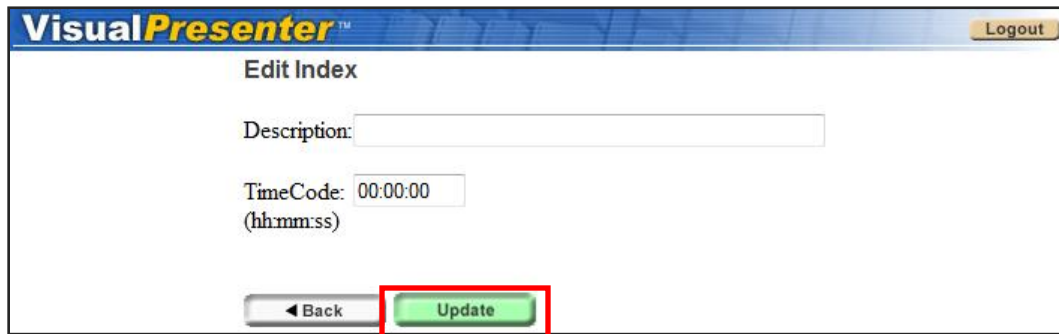 VisualPresenter™
Logout
Edit Index
Description:
TimeCode: 00:00:00
(hh:mm:ss)
◀ Back
Update